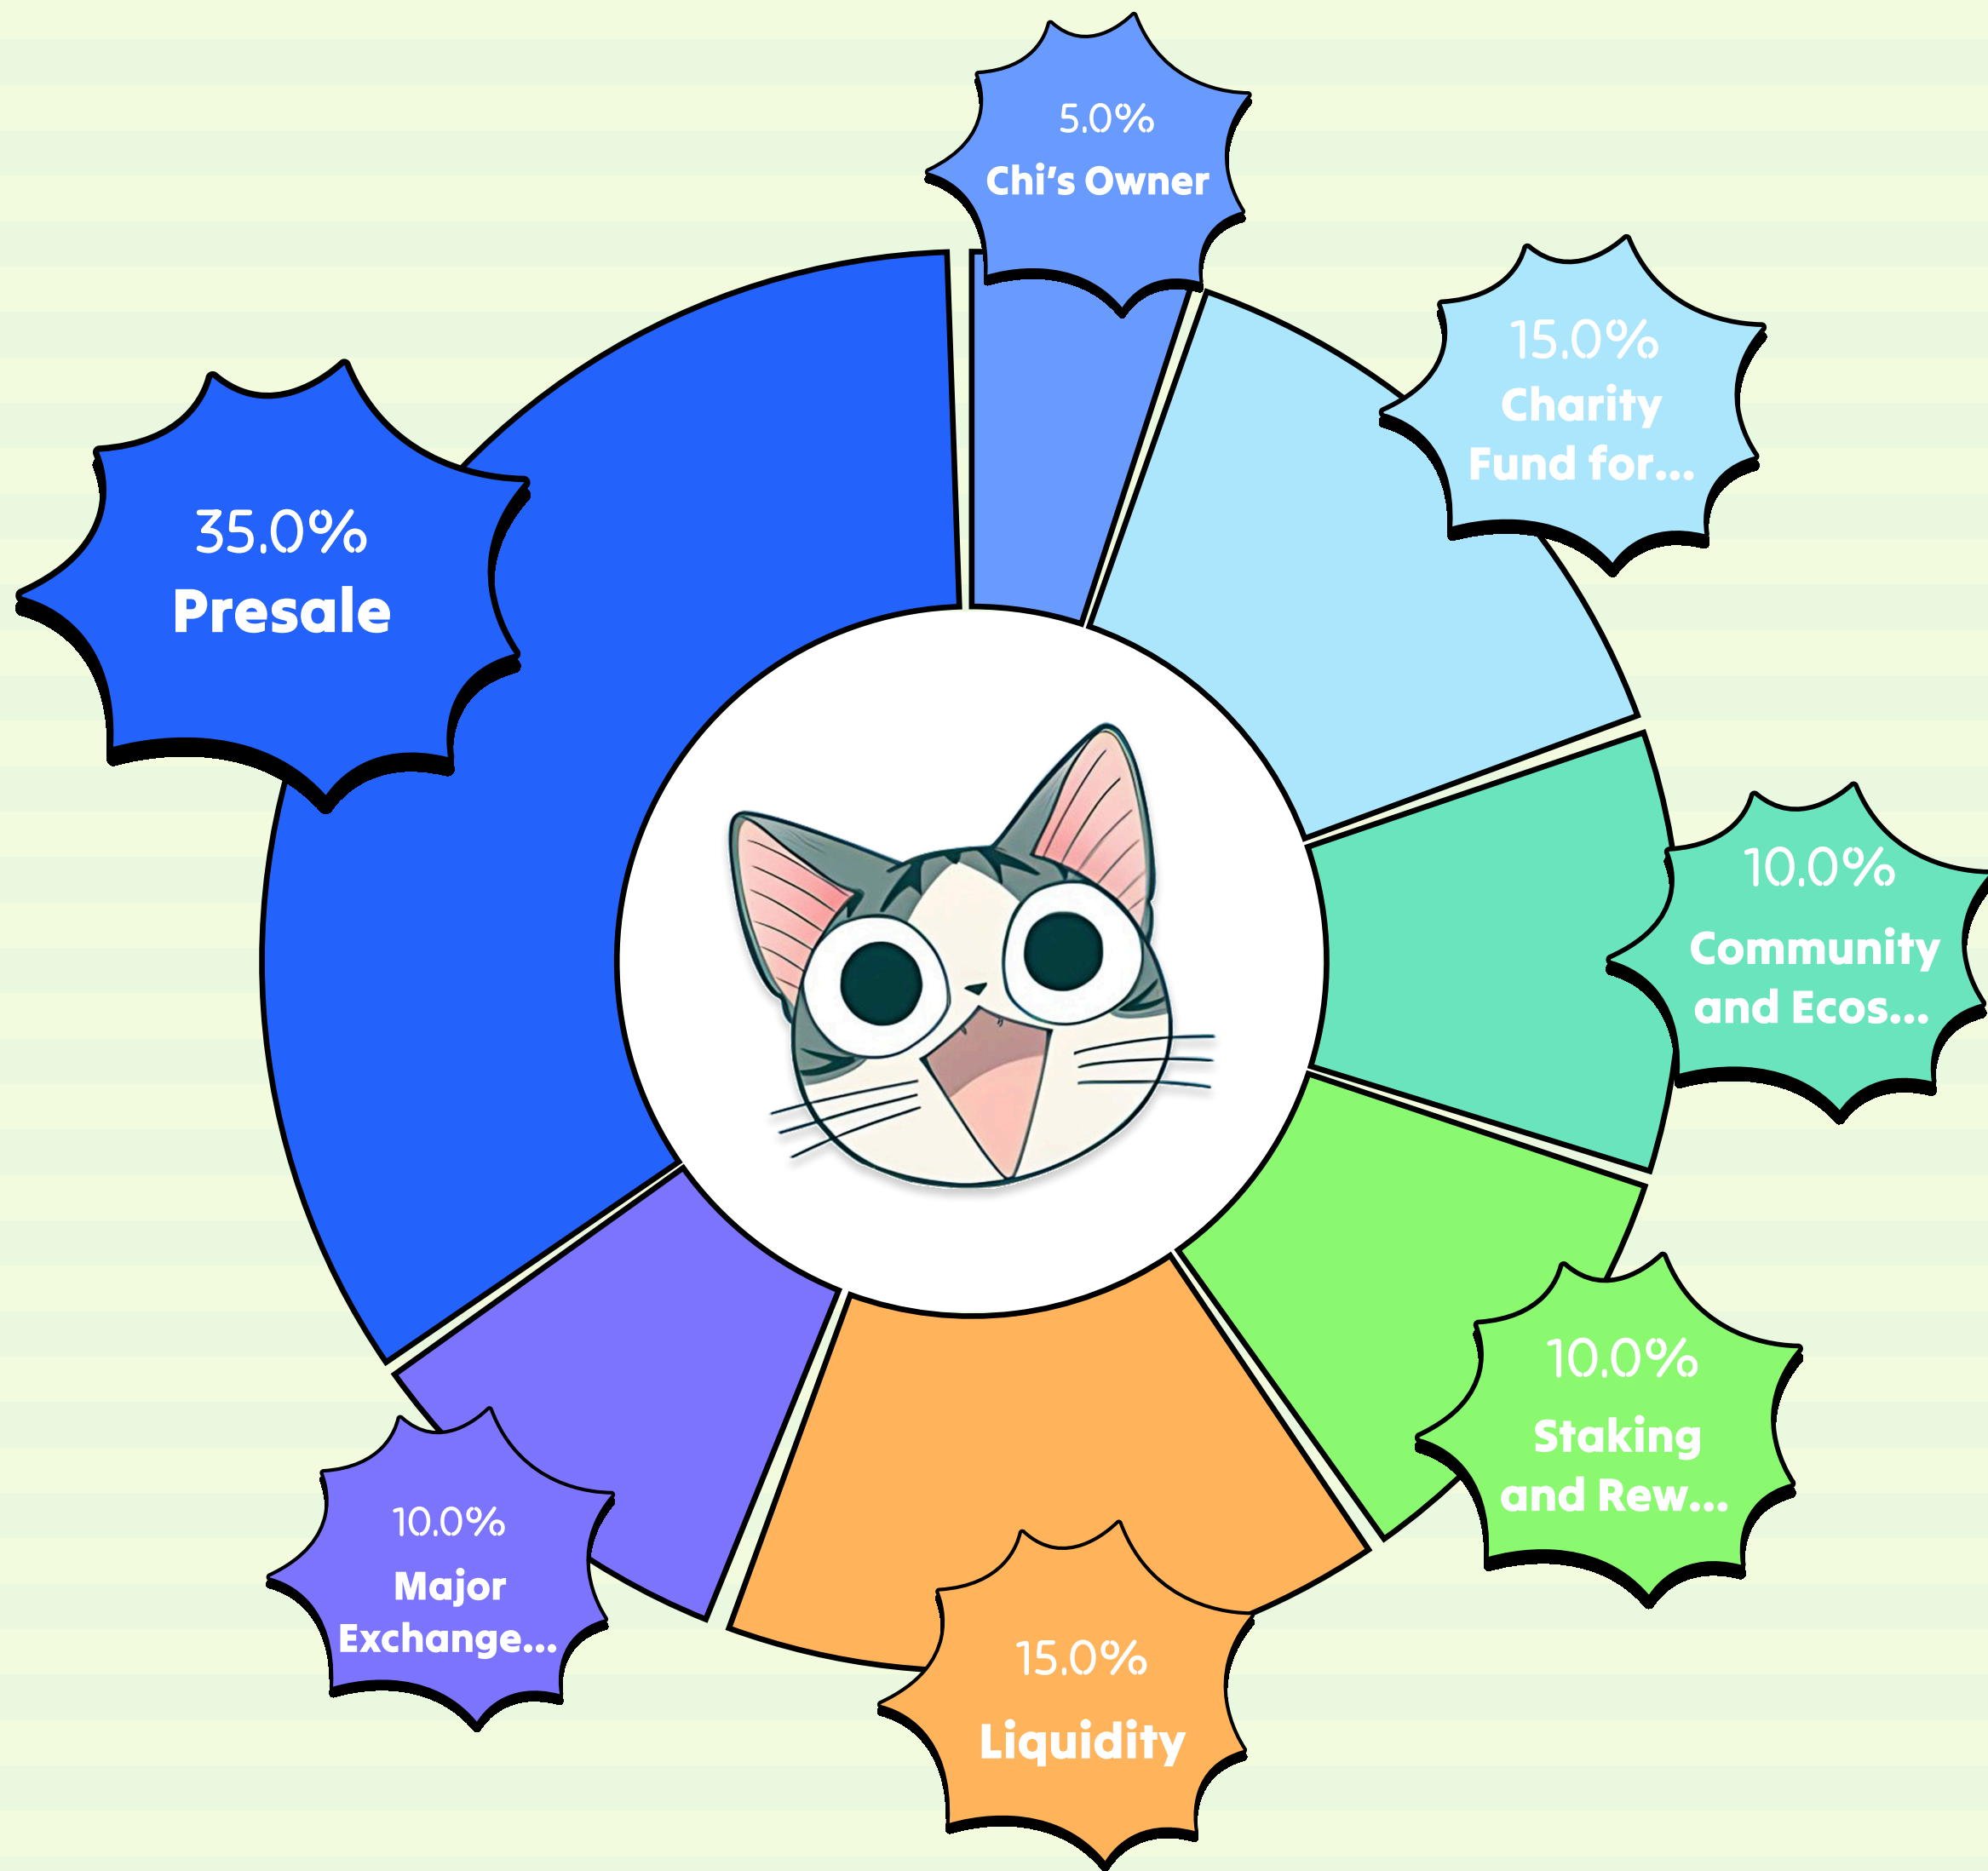 5.0%
Chi's Owner
15.0%
Charity
Fund for...
35.0%
Presale
10.0%
Community
and Ecos...
10.0%
Staking
and Rew...
10.0%
Major
Exchange...
15.0%
Liquidity